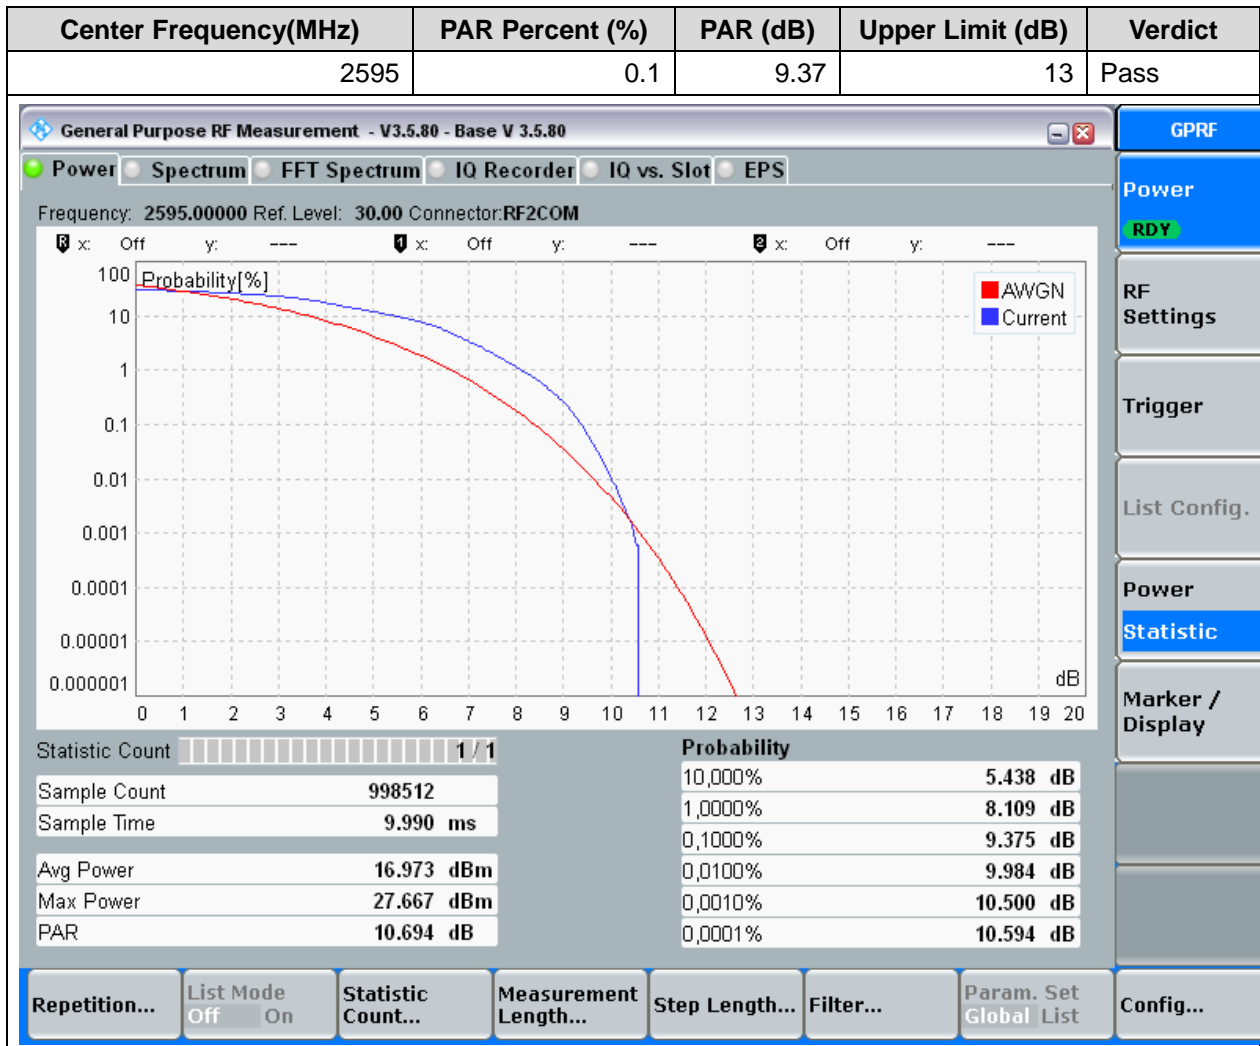 Center Frequency(MHz) PAR Percent (%) PAR (dB) Upper Limit (dB) Verdict
2595 0.1 9.37 13 Pass
General Purpose RF Measurement - V3.5.80 - Base V 3.5.80
GPRF
Power Spectrum FFT Spectrum IQ Recorder IQ vs. Slot EPS
Power
RDY
Frequency: 2595.00000 Ref. Level: 30.00 Connector:RF2COM
R x: Off y: --- 1 x: Off y: --- 2 x: Off y: ---
100 Probability[%]
AWGN
Current
10
1
0.1
0.01
0.001
0.0001
0.00001
0.000001
dB
0 1 2 3 4 5 6 7 8 9 10 11 12 13 14 15 16 17 18 19 20
RF
Settings
Trigger
List Config.
Power
Statistic
Marker /
Display
Statistic Count 1 / 1
Sample Count 998512
Sample Time 9.990 ms
Avg Power 16.973 dBm
Max Power 27.667 dBm
PAR 10.694 dB
Probability
10,000% 5.438 dB
1,0000% 8.109 dB
0,1000% 9.375 dB
0,0100% 9.984 dB
0,0010% 10.500 dB
0,0001% 10.594 dB
Repetition...
List Mode
Off On
Statistic
Count...
Measurement
Length...
Step Length...
Filter...
Param. Set
Global List
Config...